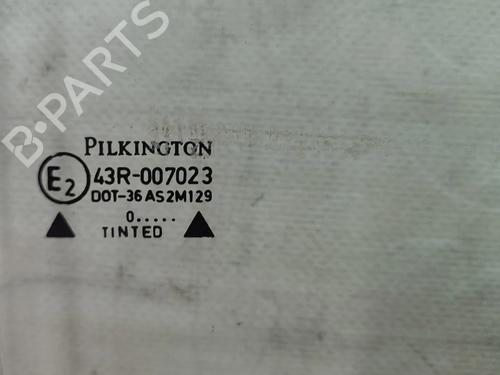 B-PARTS
PILKINGTON
E2 43R-007023
DOT-36 AS2M129
0.....
TINTED